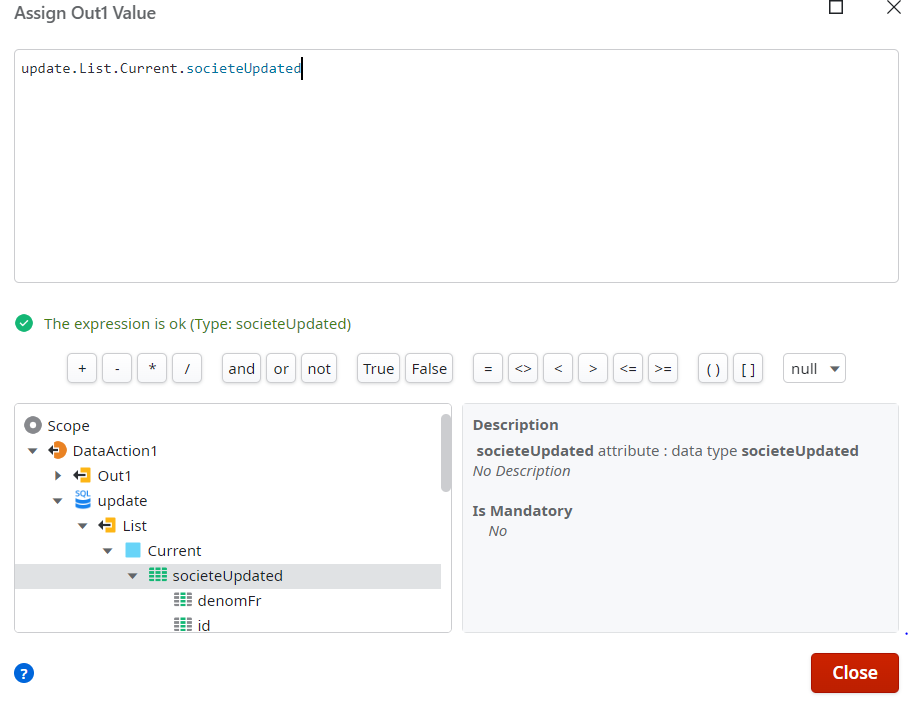 Assign Out1 Value
update.List.Current.societeUpdated
The expression is ok (Type: societeUpdated)
+ - * / and or not True False = <> < > <= >= ( ) [ ] null
Scope
DataAction1
Out1
SQL
update
List
Current
societeUpdated
denomFr
id
Description
societeUpdated attribute : data type societeUpdated
No Description
Is Mandatory
No
?
Close